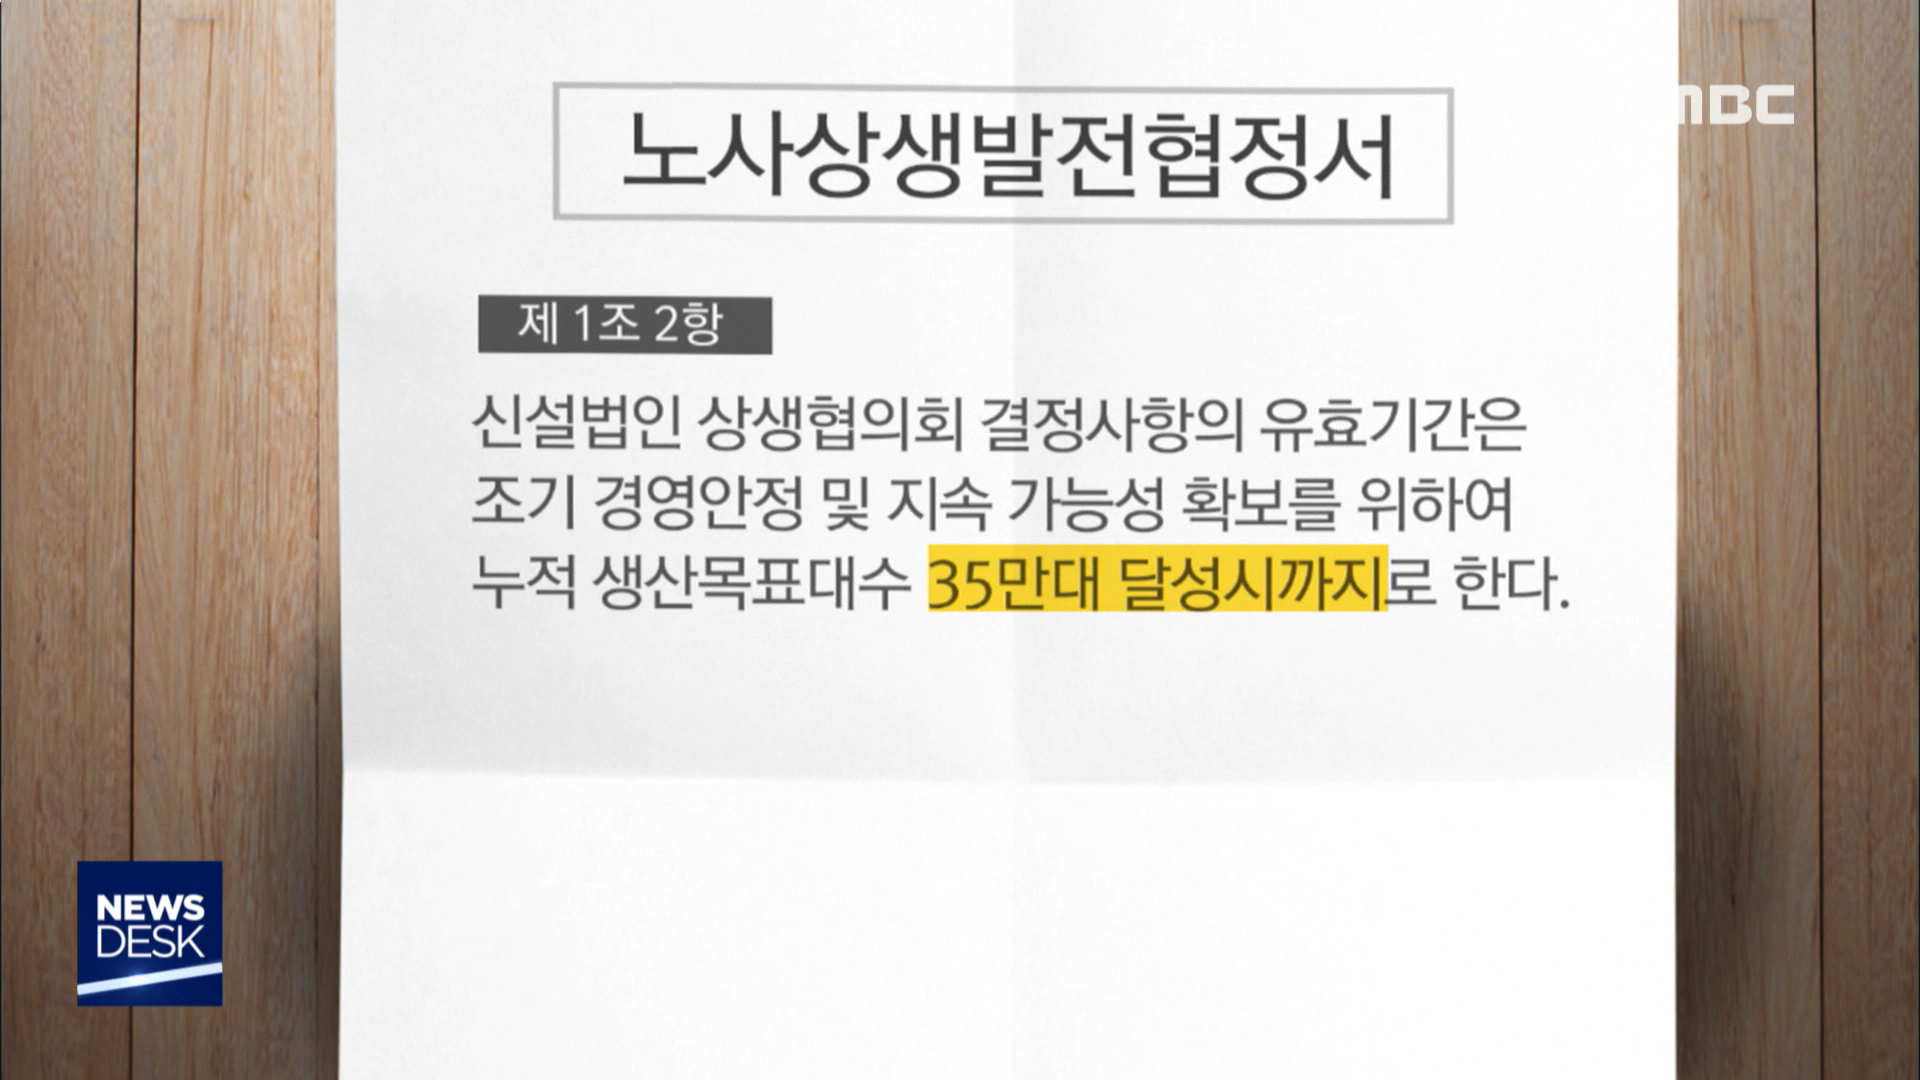 노사상생발전협정서
MBC
제 1조 2항
신설법인 상생협의회 결정사항의 유효기간은
조기 경영안정 및 지속 가능성 확보를 위하여
누적 생산목표대수 35만대 달성시까지로 한다.
NEWS
DESK